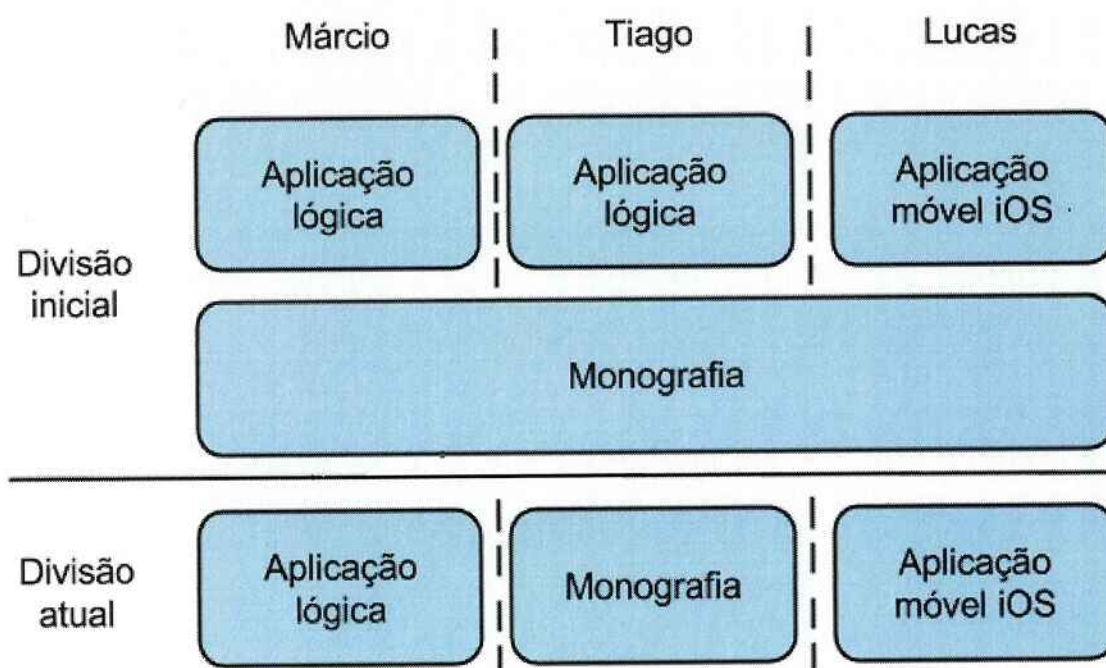 Márcio
Tiago
Lucas
Divisão
inicial
Aplicação
lógica
Aplicação
lógica
Aplicação
móvel iOS
Monografia
Divisão
atual
Aplicação
lógica
Monografia
Aplicação
móvel iOS